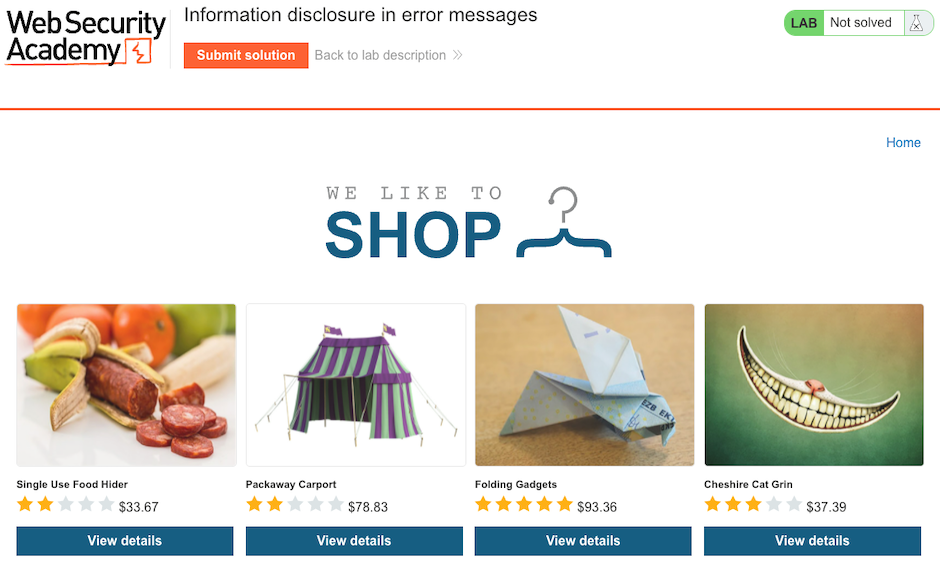 Web Security
Academy
Information disclosure in error messages
Submit solution
Back to lab description
LAB
Not solved
Home
WE LIKE TO
SHOP
EZB EK
Single Use Food Hider
Packaway Carport
Folding Gadgets
Cheshire Cat Grin
$33.67
$78.83
$93.36
$37.39
View details
View details
View details
View details